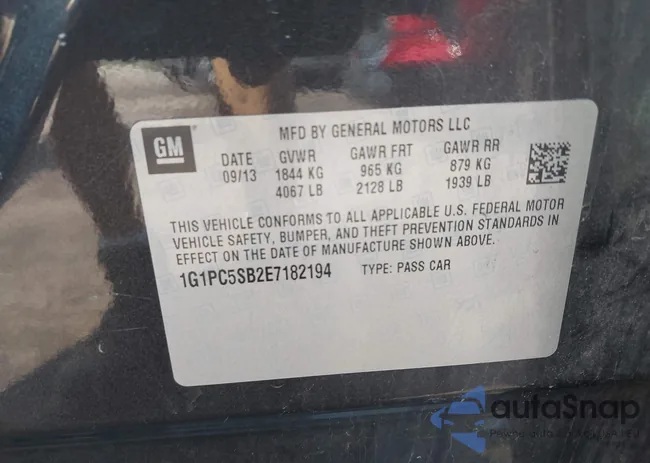 GM
MFD BY GENERAL MOTORS LLC
DATE GVWR GAWR FRT GAWR RR
09/13 1844 KG 965 KG 879 KG
4067 LB 2128 LB 1939 LB
THIS VEHICLE CONFORMS TO ALL APPLICABLE U.S. FEDERAL MOTOR
VEHICLE SAFETY, BUMPER, AND THEFT PREVENTION STANDARDS IN
EFFECT ON THE DATE OF MANUFACTURE SHOWN ABOVE.
1G1PC5SB2E7182194 TYPE: PASS CAR
autoSnap